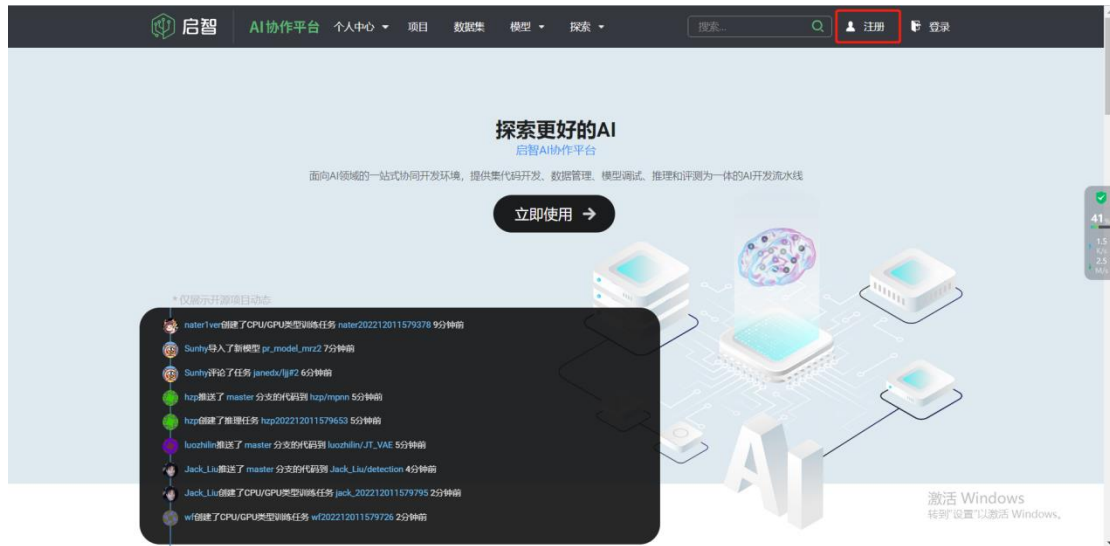 启智 AI协作平台 个人中心 项目 数据集 模型 探索 搜索... 注册 登录
探索更好的AI
启智AI协作平台
面向AI领域的一站式协同开发环境，提供集代码开发、数据管理、模型调试、推理和评测为一体的AI开发流水线
立即使用 →
*仅展示开源项目动态
nater1ver创建了CPU/GPU类型训练任务 nater202212011579378 9分钟前
Sunhy导入了新模型 pr_model_mrz2 7分钟前
Sunhy评论了任务 janedx/ljj#2 6分钟前
hzp推送了 master 分支的代码到 hzp/mpnn 5分钟前
hzp创建了推理任务 hzp202212011579653 5分钟前
luozhilin推送了 master 分支的代码到 luozhilin/JT_VAE 5分钟前
Jack_Liu推送了 master 分支的代码到 Jack_Liu/detection 4分钟前
Jack_Liu创建了CPU/GPU类型训练任务 jack_202212011579795 2分钟前
wf创建了CPU/GPU类型训练任务 wf202212011579726 2分钟前
AI
激活 Windows
转到"设置"以激活 Windows。
41%
1.5
K/s
2.5
M/s